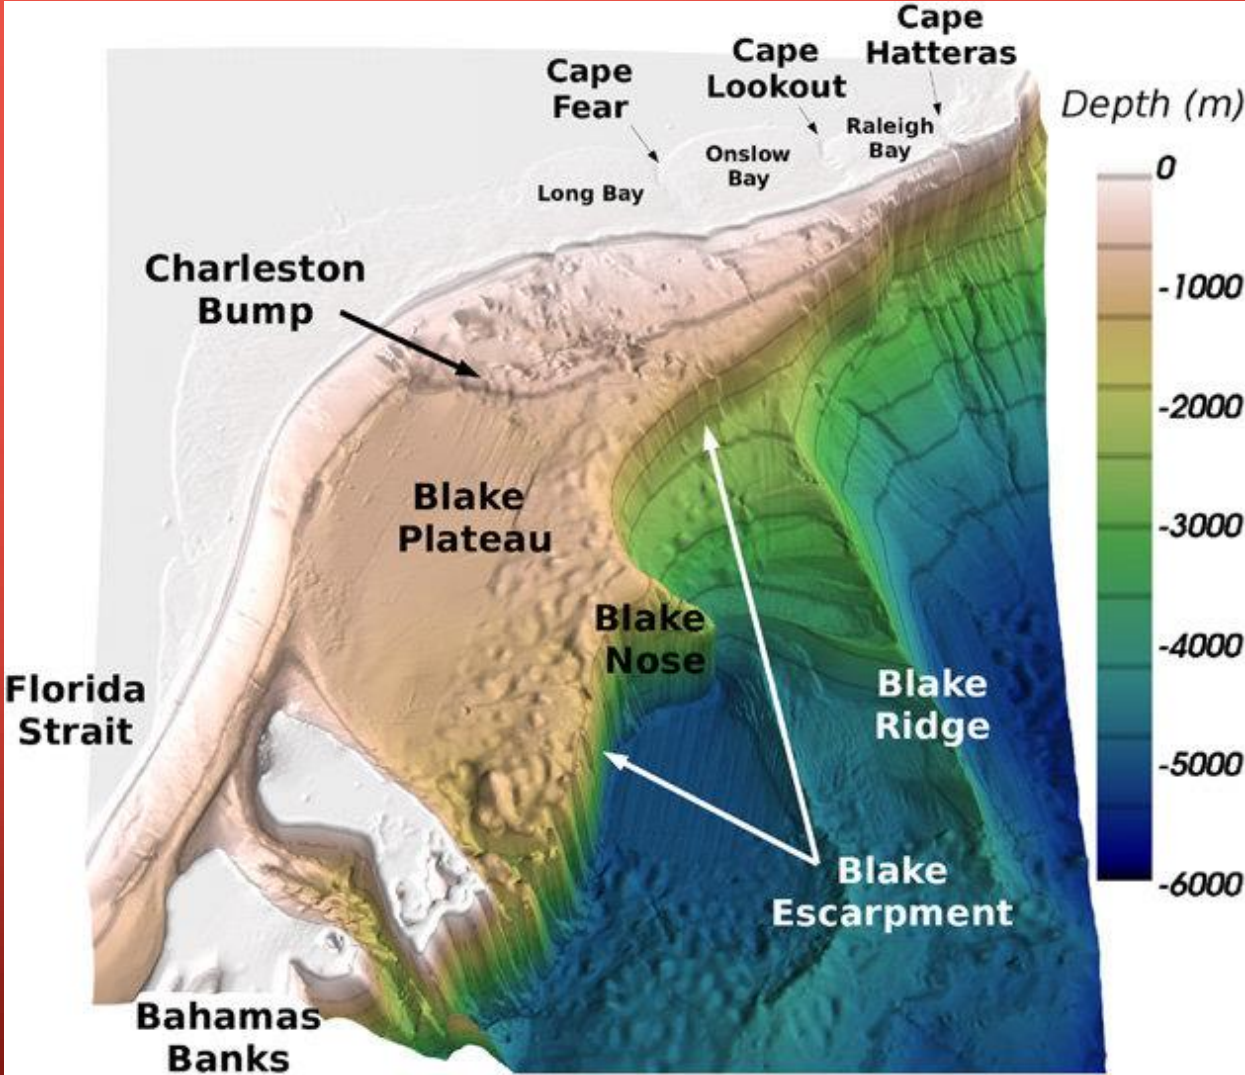 Cape
Hatteras
Cape
Lookout
Cape
Fear
Depth (m)
Raleigh
Bay
Onslow
Bay
Long Bay
0
-1000
-2000
-3000
-4000
-5000
-6000
Charleston
Bump
Blake
Plateau
Blake
Nose
Florida
Strait
Blake
Ridge
Blake
Escarpment
Bahamas
Banks